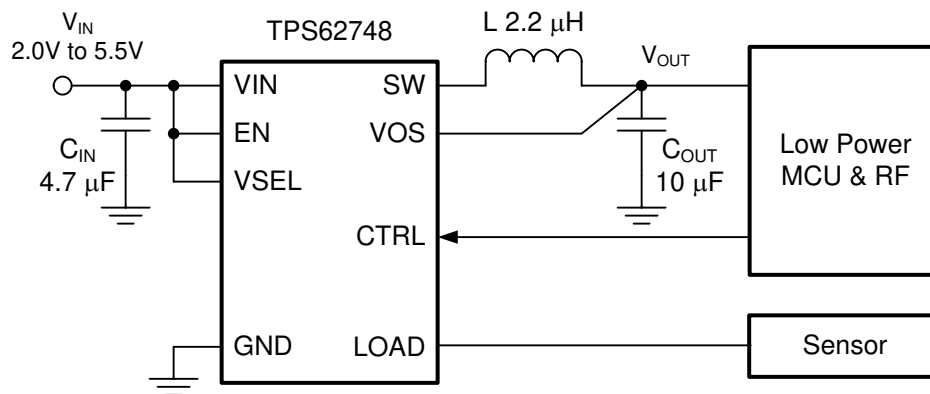 V_IN
2.0V to 5.5V
TPS62748
L 2.2 μH
V_OUT
VIN
SW
EN
VOS
VSEL
C_IN
4.7 μF
C_OUT
10 μF
Low Power
MCU & RF
CTRL
GND
LOAD
Sensor